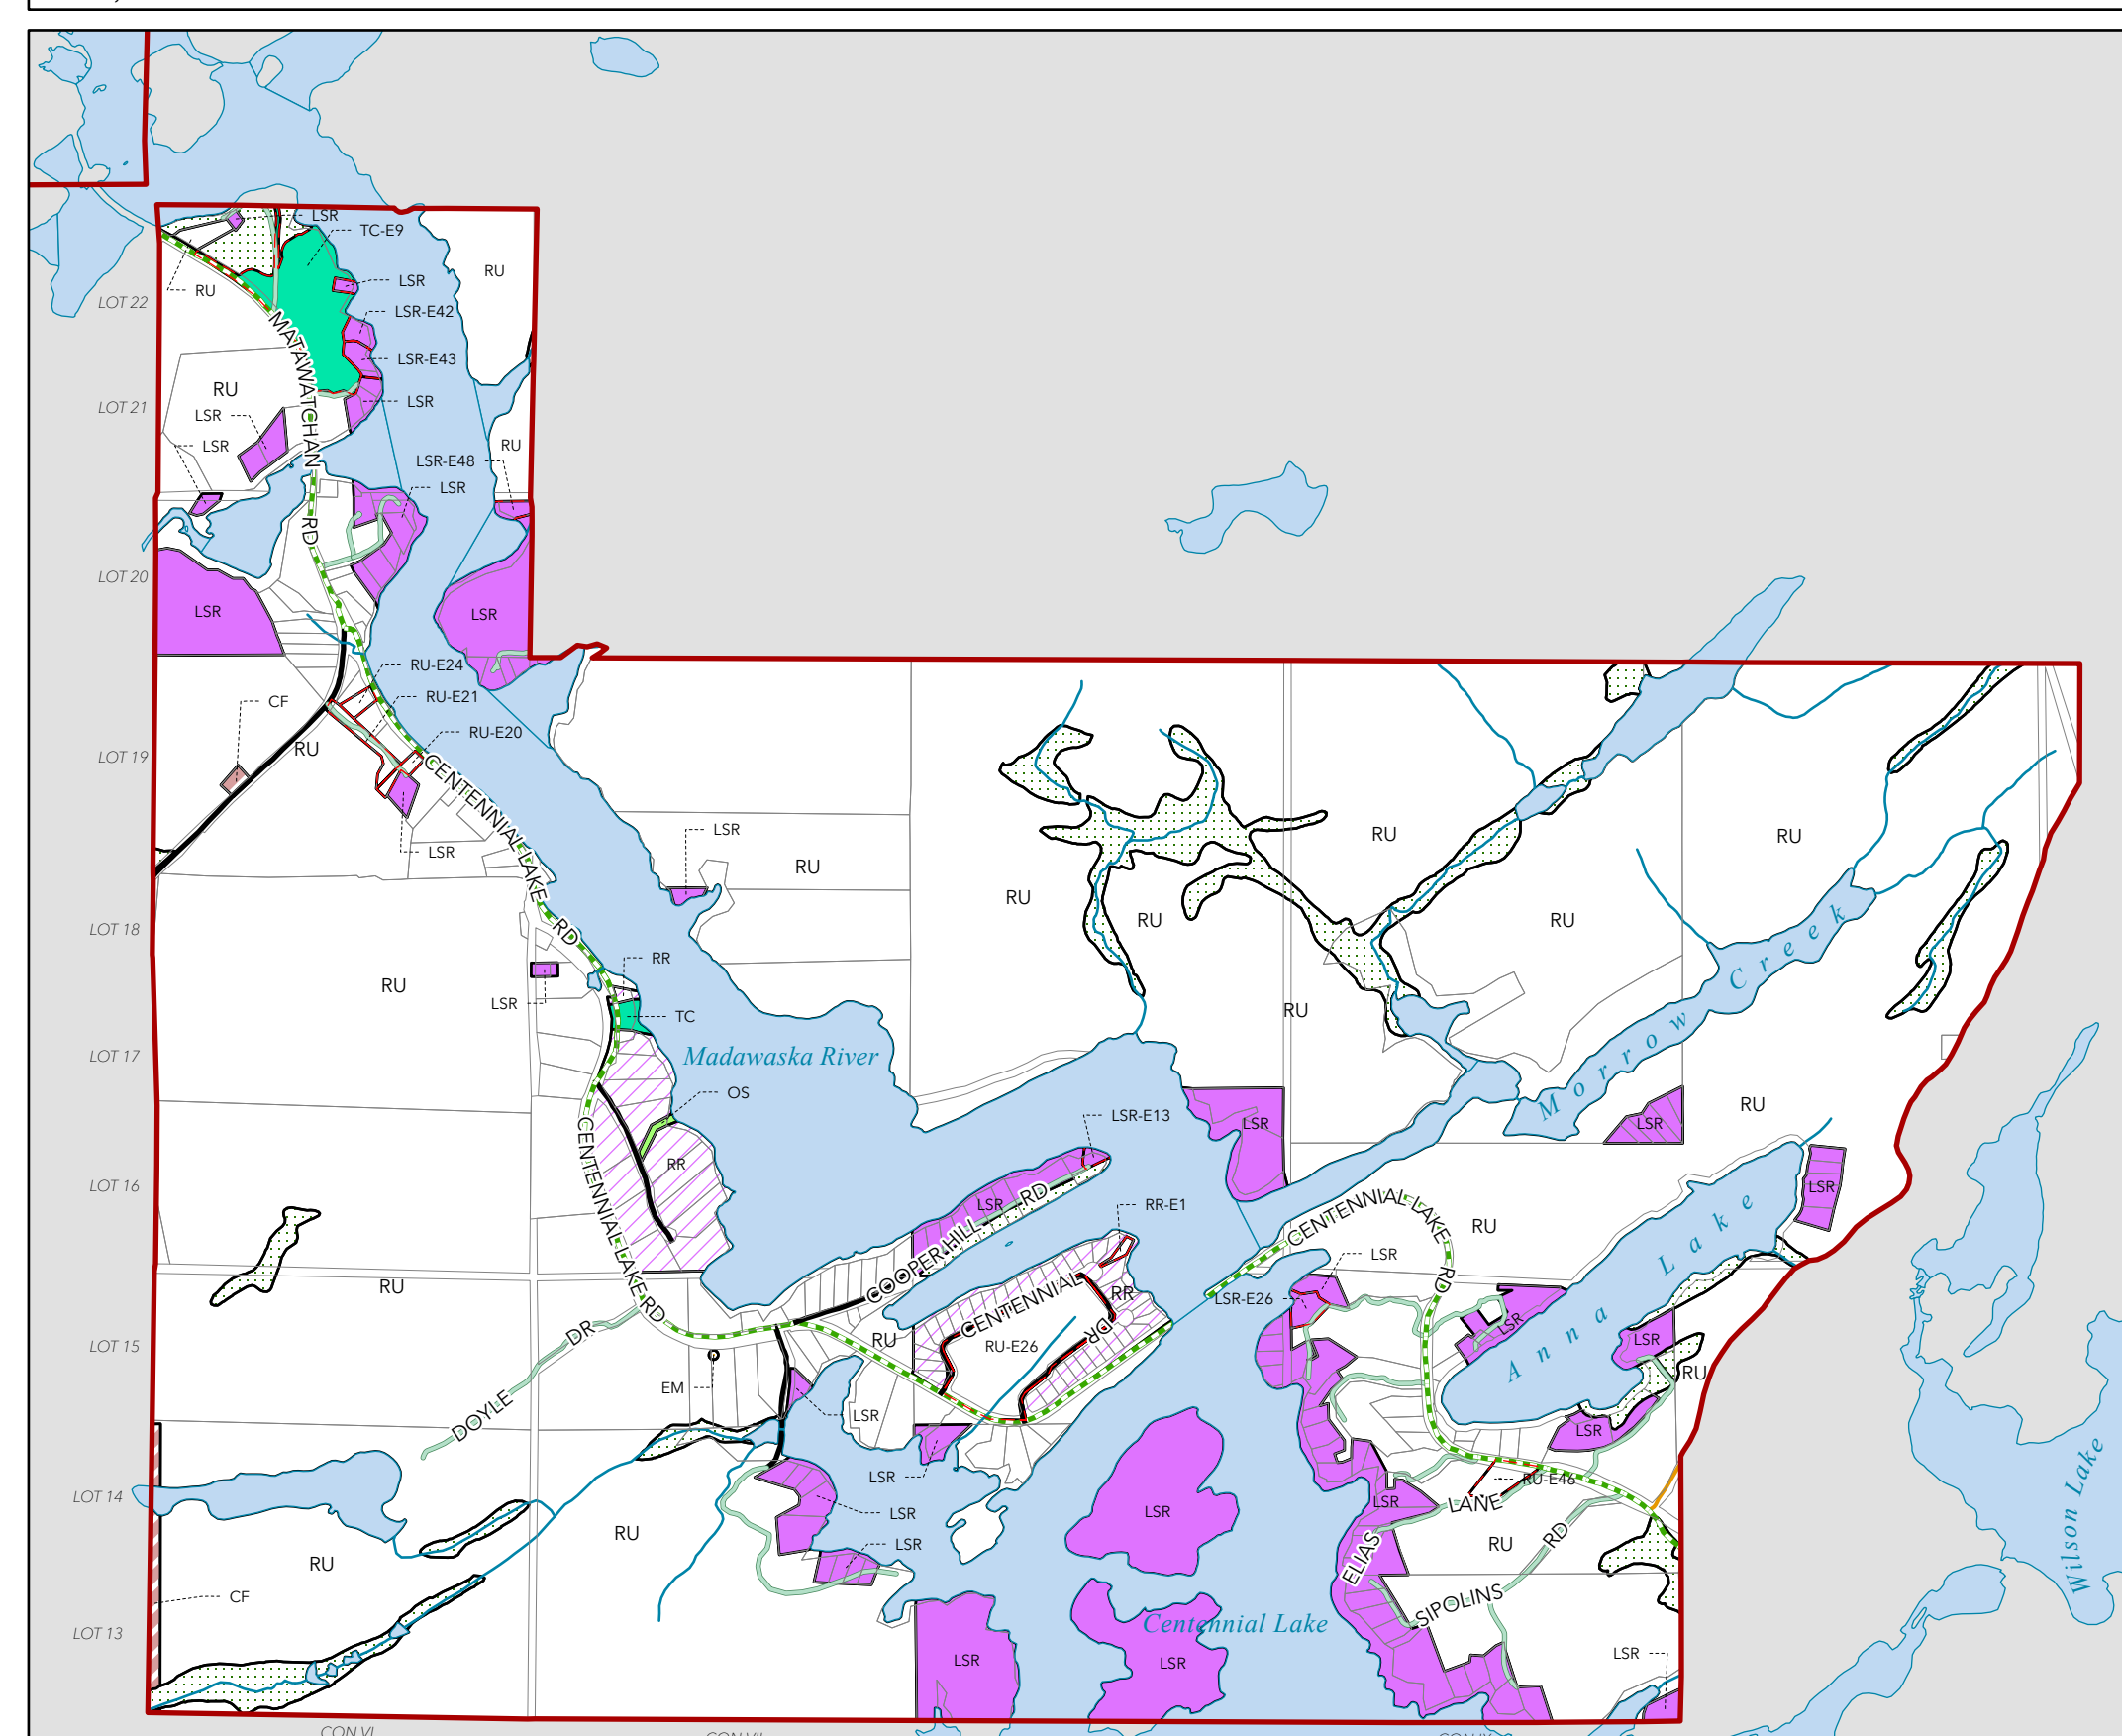 LSR
TC-E9
RU
LSR
RU
LOT 22
LSR-E42
MATAWATCHAN RD
LSR-E43
RU
LSR
LOT 21
LSR
LSR
RU
LSR-E48
LSR
LOT 20
LSR
LSR
RU-E24
RU-E21
CF
RU-E20
RU
LOT 19
CENTENNIAL LAKE RD
LSR
RU
RU
LSR
RU
RU
RU
RU
LOT 18
Morrow Creek
RR
RU
LSR
RU
TC
LOT 17
Madawaska River
OS
RU
LSR-E13
LSR
LSR
CENTENNIAL LAKE RD
RR
LOT 16
LSR
LSR
RR-E1
CENTENNIAL LAKE RD
RU
COOPER HILL RD
Anna Lake
LSR
RU
RR
LSR-E26
CENTENNIAL DR
DOYLE DR
LSR
LSR
RU
RU-E26
LOT 15
RU
EM
LSR
LSR
LSR
RU-E46
LOT 14
LSR
LSR
LSR
ELIAS LANE
RU
RU
LSR
SIPOLINS RD
RU
Wilson Lake
CF
LOT 13
Centennial Lake
LSR
LSR
LSR
CON VI